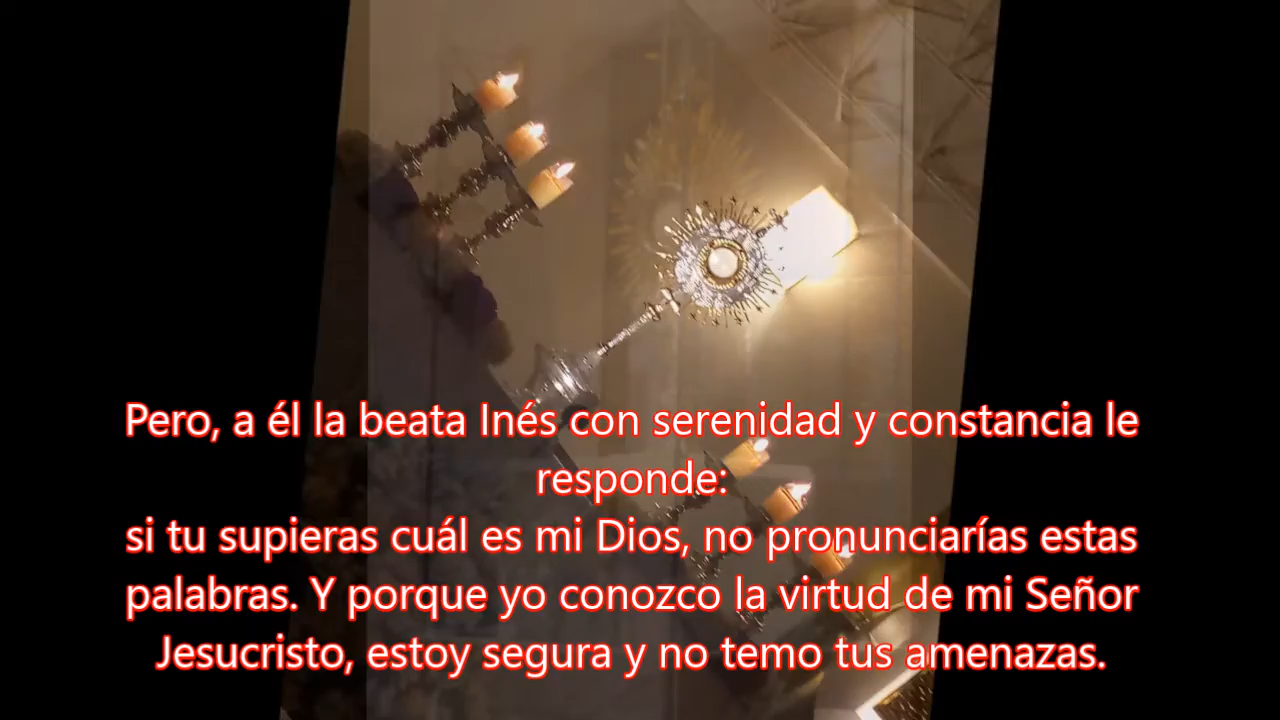 Pero, a él la beata Inés con serenidad y constancia le
responde:
si tu supieras cuál es mi Dios, no pronunciarías estas
palabras. Y porque yo conozco la virtud de mi Señor
Jesucristo, estoy segura y no temo tus amenazas.